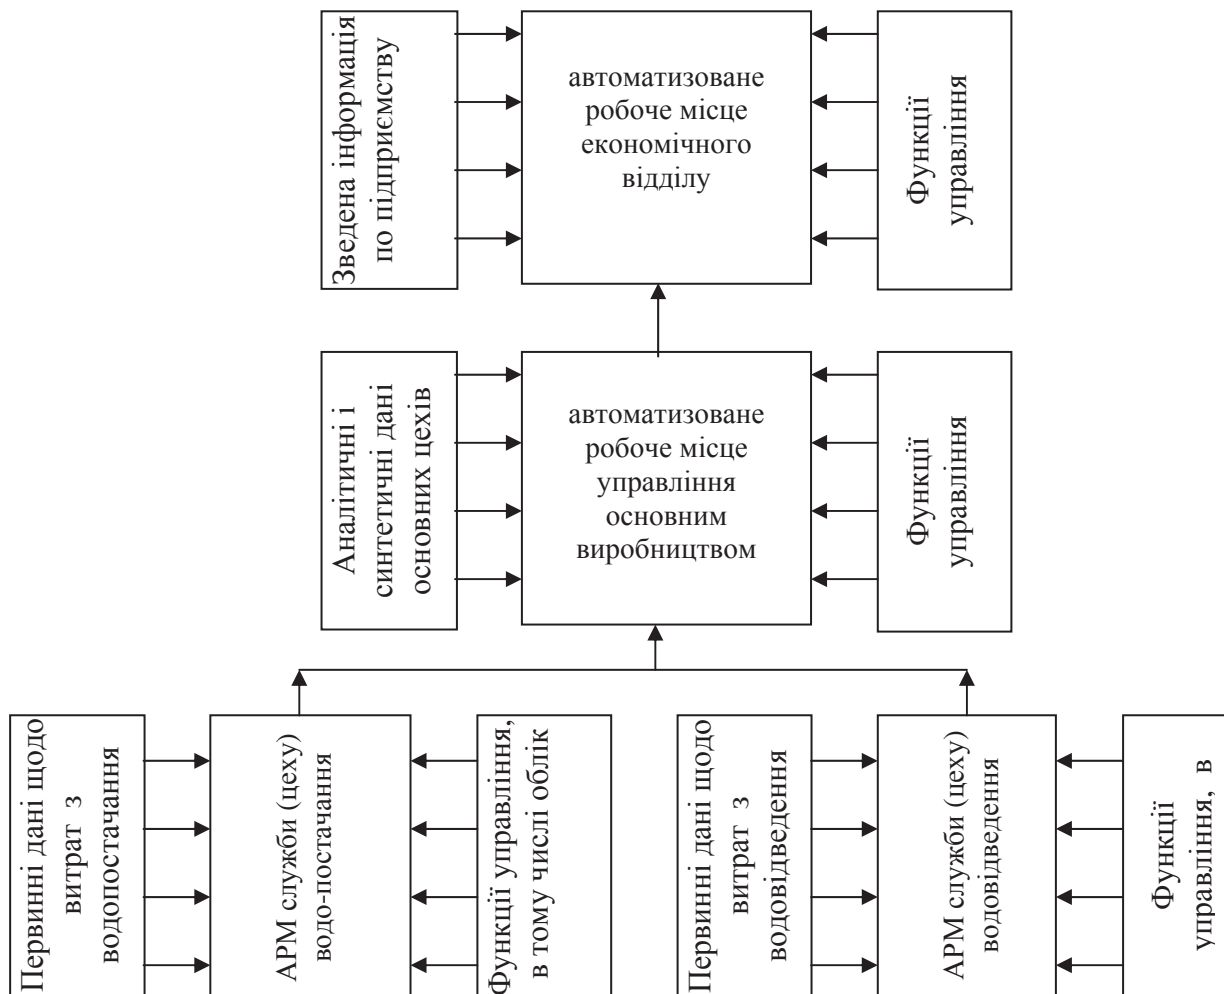 Зведена інформація
по підприємству
автоматизоване
робоче місце
економічного
відділу
Функції
управління
Аналітичні і
синтетичні дані
основних цехів
автоматизоване
робоче місце
управління
основним
виробництвом
Функції
управління
Первинні дані щодо
витрат з
водопостачання
АРМ служби (цеху)
водо-постачання
Функції управління,
в тому числі облік
Первинні дані щодо
витрат з
водовідведення
АРМ служби (цеху)
водовідведення
Функції
управління, в